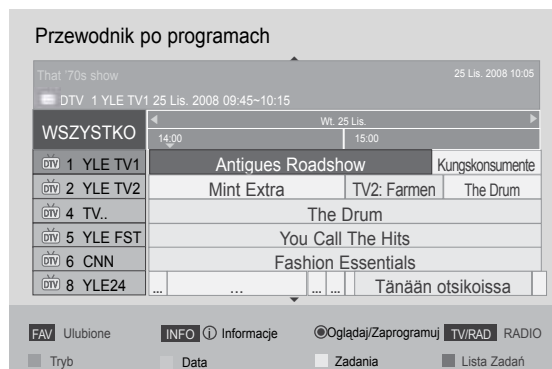 Przewodnik po programach
That '70s show 25 Lis. 2008 10:05
DTV 1 YLE TV1 25 Lis. 2008 09:45~10:15
WSZYSTKO
Wt. 25 Lis.
14:00 15:00
DTV 1 YLE TV1 Antigues Roadshow Kungskonsumente
DTV 2 YLE TV2 Mint Extra TV2: Farmen The Drum
DTV 4 TV.. The Drum
DTV 5 YLE FST You Call The Hits
DTV 6 CNN Fashion Essentials
DTV 8 YLE24 ... ... ... ... Tänään otsikoissa
FAV Ulubione INFO ⓘ Informacje Oglądaj/Zaprogramuj TV/RAD RADIO
Tryb Data Zadania Lista Zadań